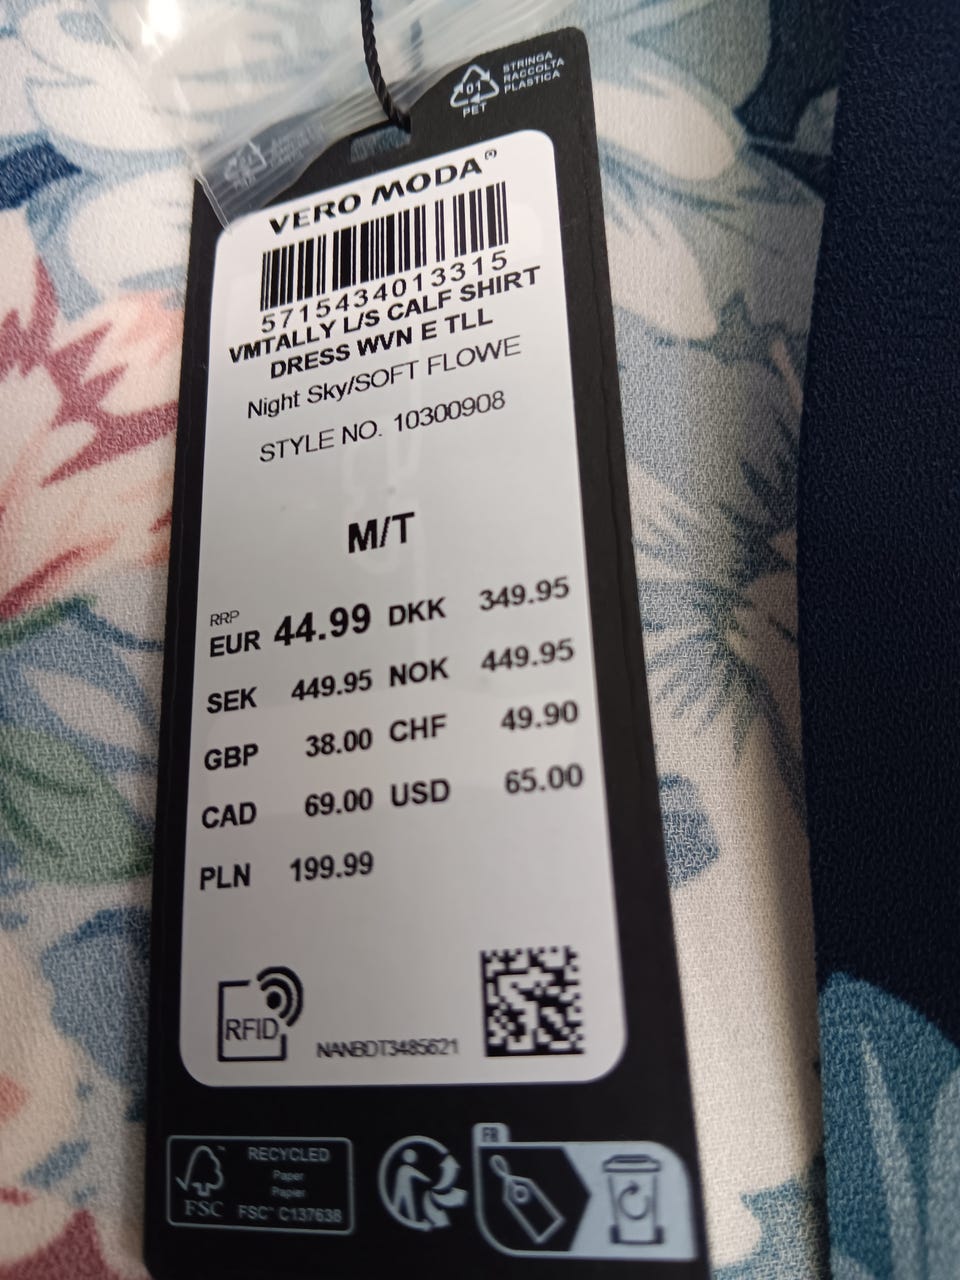 STRINGA
RACCOLTA
PLASTICA
01
PET
VERO MODA®
5715434013315
VMTALLY L/S CALF SHIRT
DRESS WVN E TLL
Night Sky/SOFT FLOWE
STYLE NO. 10300908
M/T
RRP
EUR 44.99 DKK 349.95
SEK 449.95 NOK 449.95
GBP 38.00 CHF 49.90
CAD 69.00 USD 65.00
PLN 199.99
RFID
NANBDT3485621
FR
RECYCLED
Paper
Papier
FSC™ C137638
FSC